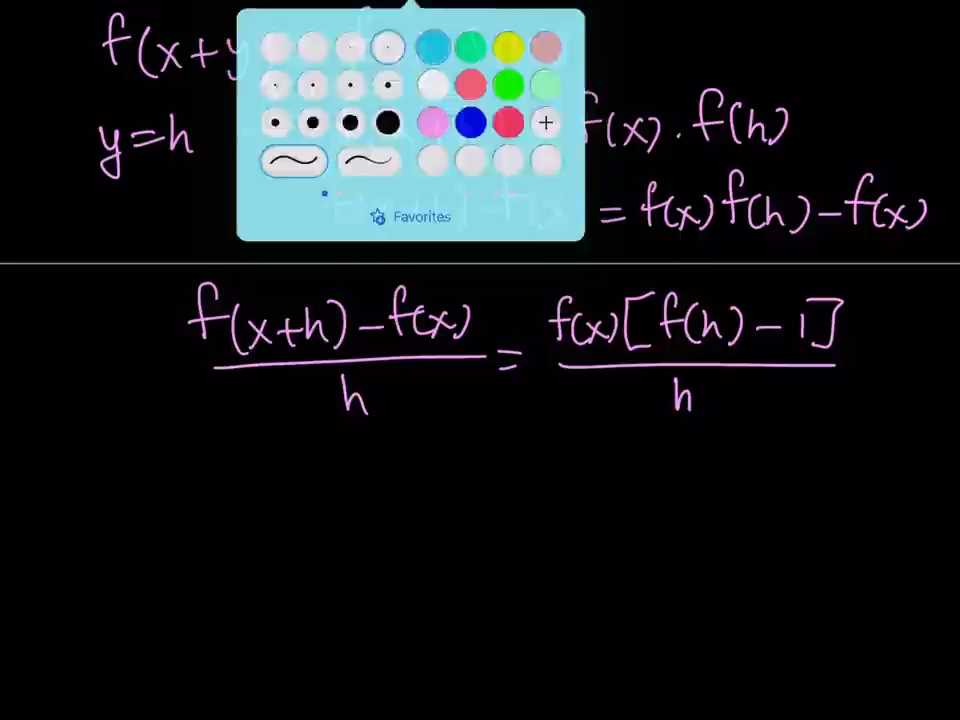 f(x+y
y=h f(x).f(h)
= f(x)f(h)-f(x)
Favorites
f(x+h)-f(x) / h = f(x)[f(h)-1] / h